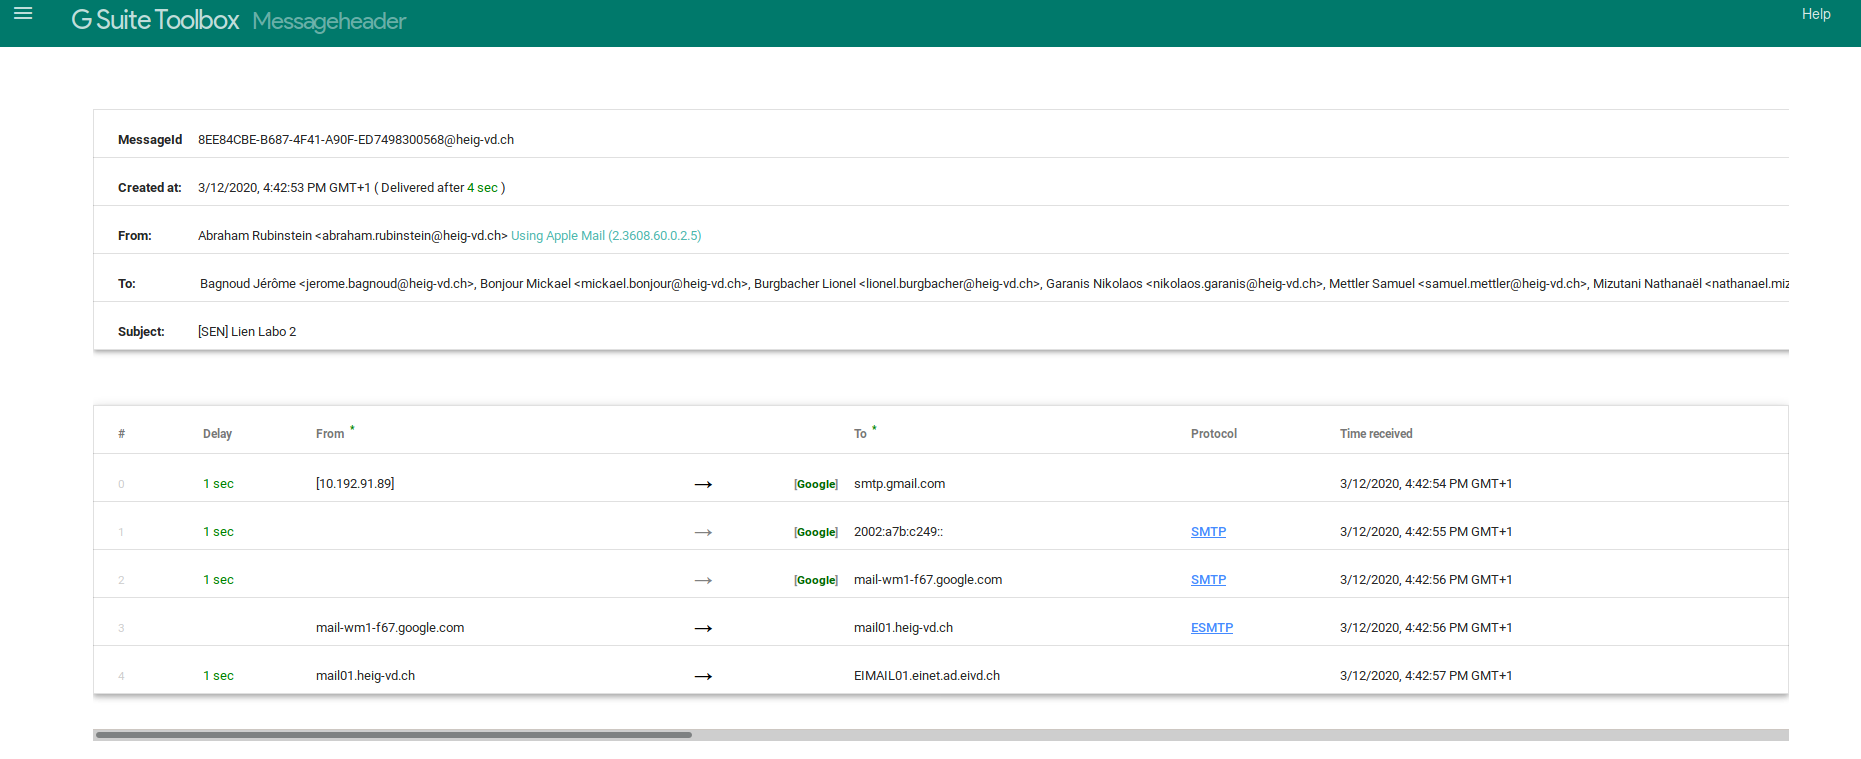 G Suite Toolbox Messageheader Help
MessageId 8EE84CBE-B687-4F41-A90F-ED7498300568@heig-vd.ch
Created at: 3/12/2020, 4:42:53 PM GMT+1 ( Delivered after 4 sec )
From: Abraham Rubinstein <abraham.rubinstein@heig-vd.ch> Using Apple Mail (2.3608.60.0.2.5)
To: Bagnoud Jérôme <jerome.bagnoud@heig-vd.ch>, Bonjour Mickael <mickael.bonjour@heig-vd.ch>, Burgbacher Lionel <lionel.burgbacher@heig-vd.ch>, Garanis Nikolaos <nikolaos.garanis@heig-vd.ch>, Mettler Samuel <samuel.mettler@heig-vd.ch>, Mizutani Nathanaël <nathanael.miz
Subject: [SEN] Lien Labo 2
# Delay From * To * Protocol Time received
0 1 sec [10.192.91.89] → [Google] smtp.gmail.com 3/12/2020, 4:42:54 PM GMT+1
1 1 sec → [Google] 2002:a7b:c249:: SMTP 3/12/2020, 4:42:55 PM GMT+1
2 1 sec → [Google] mail-wm1-f67.google.com SMTP 3/12/2020, 4:42:56 PM GMT+1
3 mail-wm1-f67.google.com → mail01.heig-vd.ch ESMTP 3/12/2020, 4:42:56 PM GMT+1
4 1 sec mail01.heig-vd.ch → EIMAIL01.einet.ad.eivd.ch 3/12/2020, 4:42:57 PM GMT+1